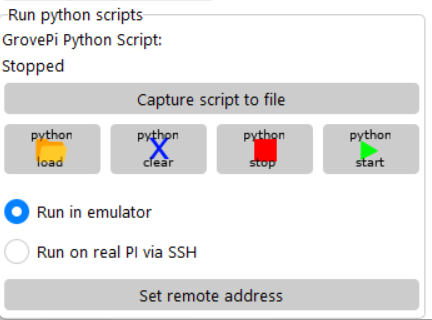 Run python scripts
GrovePi Python Script:
Stopped
Capture script to file
python load
python clear
python stop
python start
Run in emulator
Run on real PI via SSH
Set remote address